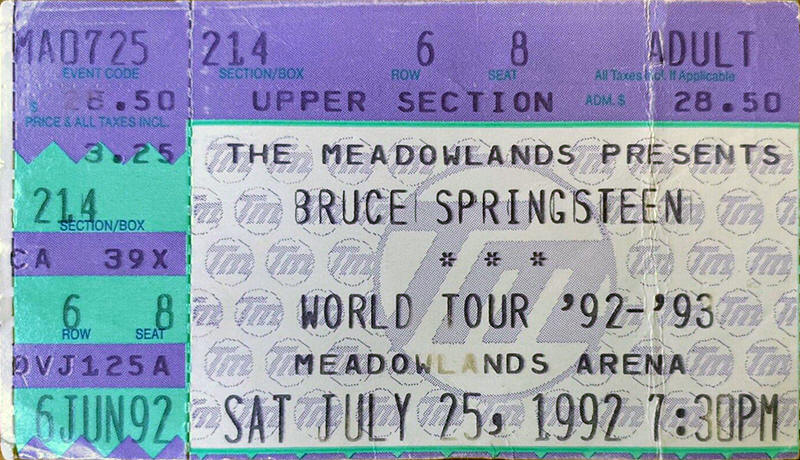 MA0725
EVENT CODE
$ 28.50
PRICE & ALL TAXES INCL.
3.25
214
SECTION/BOX
CA 39X
6 8
ROW SEAT
OVJ125A
6JUN92
214 6 8 ADULT
SECTION/BOX ROW SEAT All Taxes Incl. If Applicable
UPPER SECTION ADM. $ 28.50
THE MEADOWLANDS PRESENTS
BRUCE SPRINGSTEEN
* * *
WORLD TOUR '92-'93
MEADOWLANDS ARENA
SAT JULY 25, 1992 7:30PM